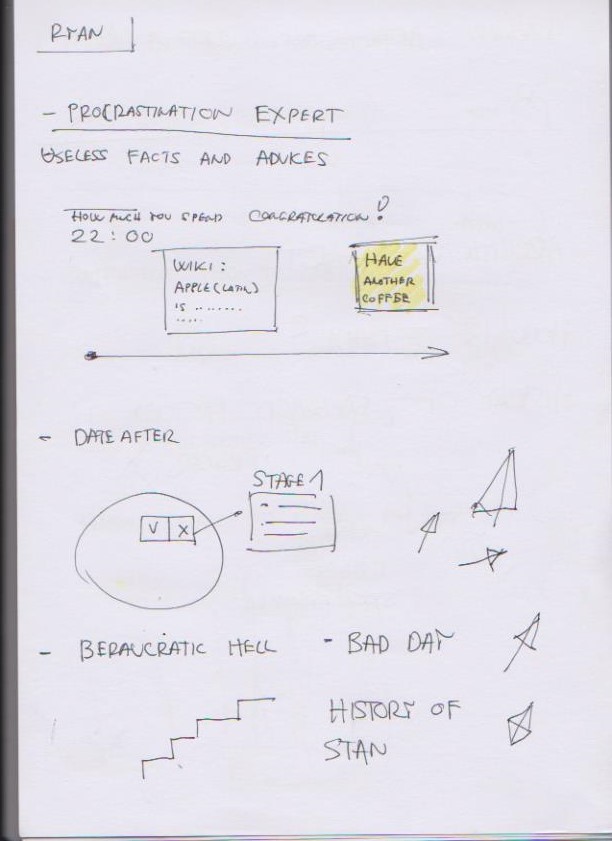 RYAN
- PROCRASTINATION EXPERT
USELESS FACTS AND ADVICES
HOW MUCH YOU SPEND CONGRATULATION!
22:00
WIKI:
APPLE (LATIN)
IS ........
.....
HAVE
ANOTHER
COFFEE
- DATE AFTER
STAGE 1
V X
- BERAUCRATIC HELL
- BAD DAY
HISTORY OF
STAN